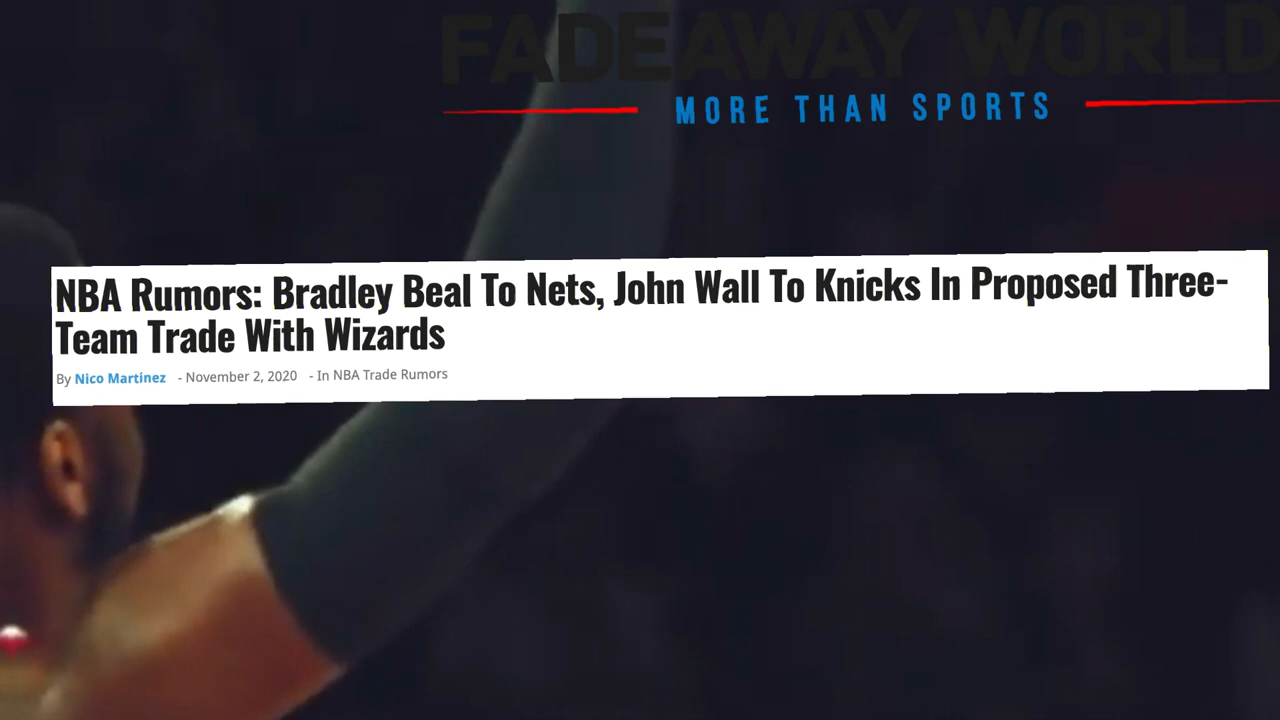 FADEAWAY WORLD
MORE THAN SPORTS
NBA Rumors: Bradley Beal To Nets, John Wall To Knicks In Proposed Three-
Team Trade With Wizards
By Nico Martinez - November 2, 2020 - In NBA Trade Rumors